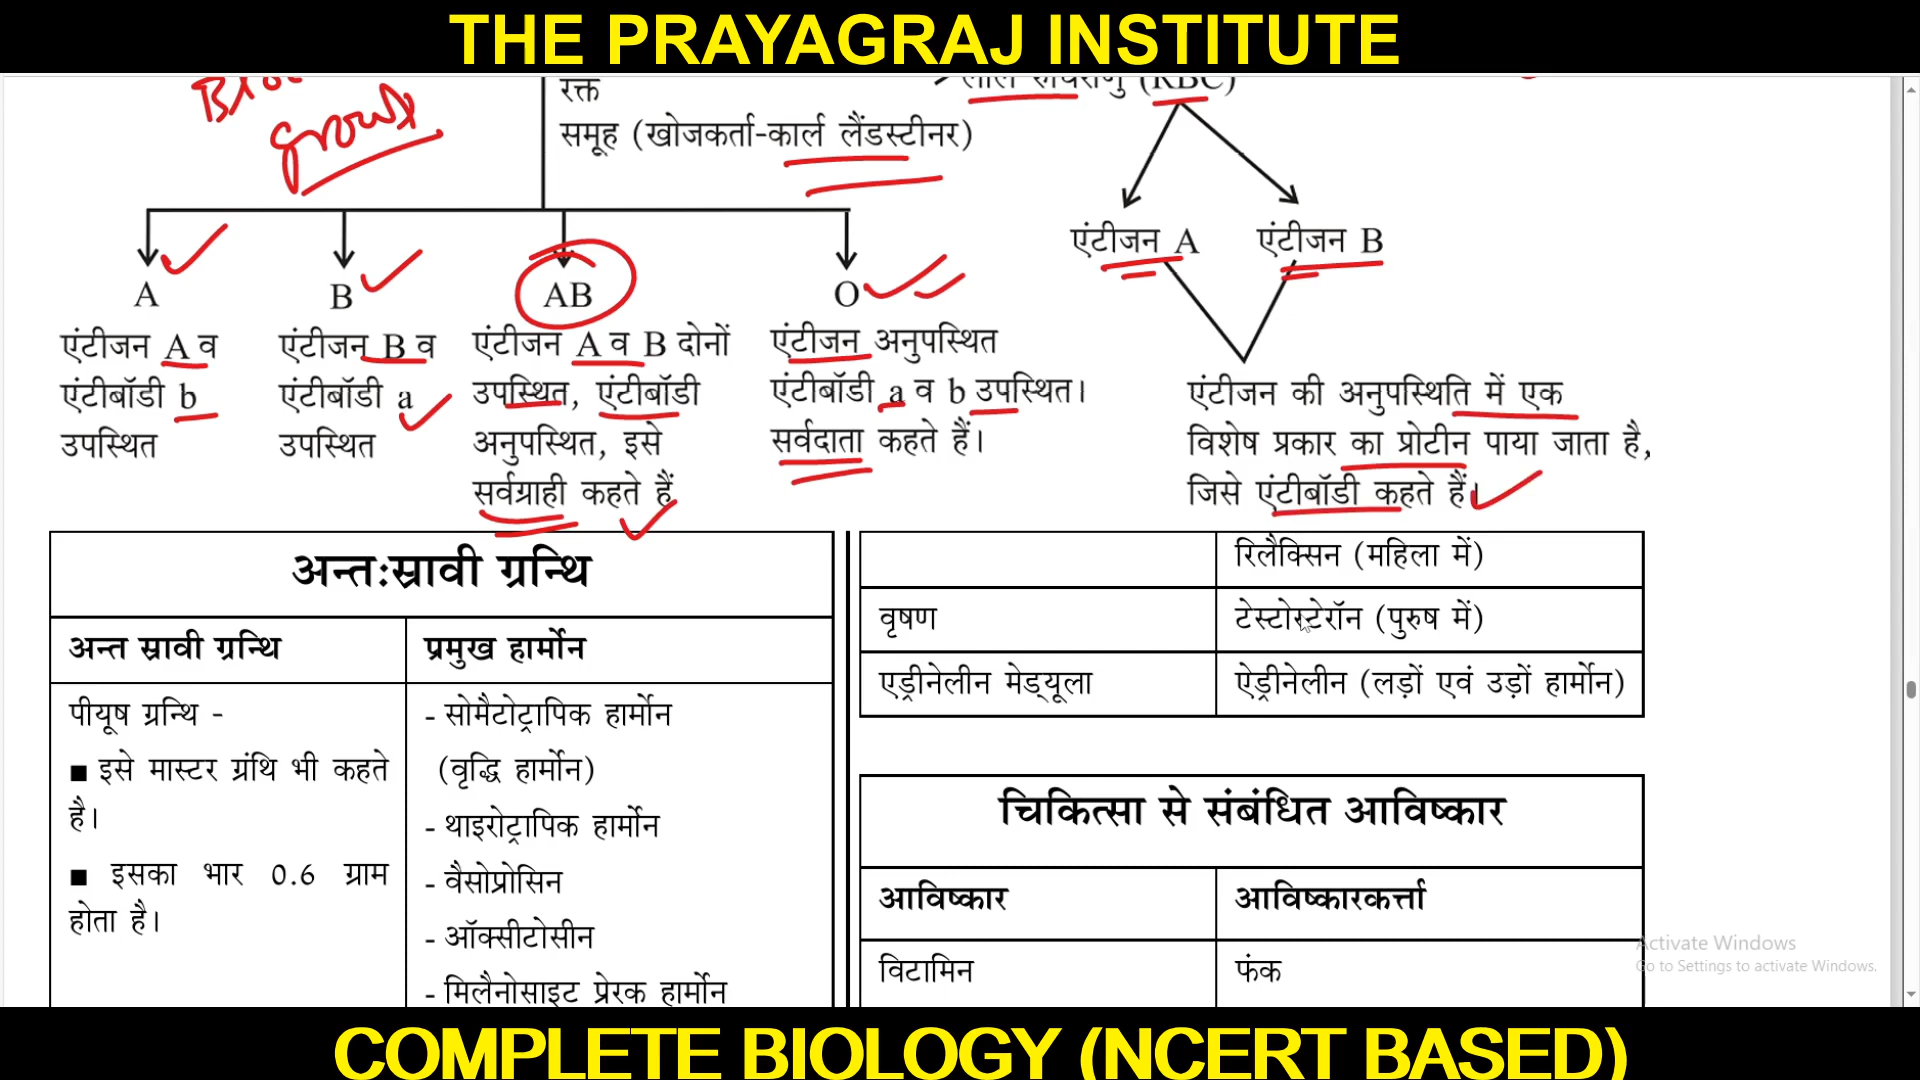 THE PRAYAGRAJ INSTITUTE
रक्त
लाल रुधिराणु (RBC)
समूह (खोजकर्ता-कार्ल लैंडस्टीनर)
group
एंटीजन A
एंटीजन B
A
B
AB
O
एंटीजन A व
एंटीबॉडी b
उपस्थित
एंटीजन B व
एंटीबॉडी a
उपस्थित
एंटीजन A व B दोनों
उपस्थित, एंटीबॉडी
अनुपस्थित, इसे
सर्वग्राही कहते हैं
एंटीजन अनुपस्थित
एंटीबॉडी a व b उपस्थित।
सर्वदाता कहते हैं।
एंटीजन की अनुपस्थिति में एक
विशेष प्रकार का प्रोटीन पाया जाता है,
जिसे एंटीबॉडी कहते हैं।
अन्तःस्रावी ग्रन्थि
अन्त स्रावी ग्रन्थि
प्रमुख हार्मोन
पीयूष ग्रन्थि -
■ इसे मास्टर ग्रंथि भी कहते
है।
■ इसका भार 0.6 ग्राम
होता है।
- सोमैटोट्रापिक हार्मोन
(वृद्धि हार्मोन)
- थाइरोट्रापिक हार्मोन
- वैसोप्रोसिन
- ऑक्सीटोसीन
- मिलैनोसाइट प्रेरक हार्मोन
रिलैक्सिन (महिला में)
वृषण
टेस्टोस्टेरॉन (पुरुष में)
एड्रीनेलीन मेड्यूला
ऐड्रीनेलीन (लड़ों एवं उड़ों हार्मोन)
चिकित्सा से संबंधित आविष्कार
आविष्कार
आविष्कारकर्त्ता
विटामिन
फंक
Activate Windows
Go to Settings to activate Windows.
COMPLETE BIOLOGY (NCERT BASED)